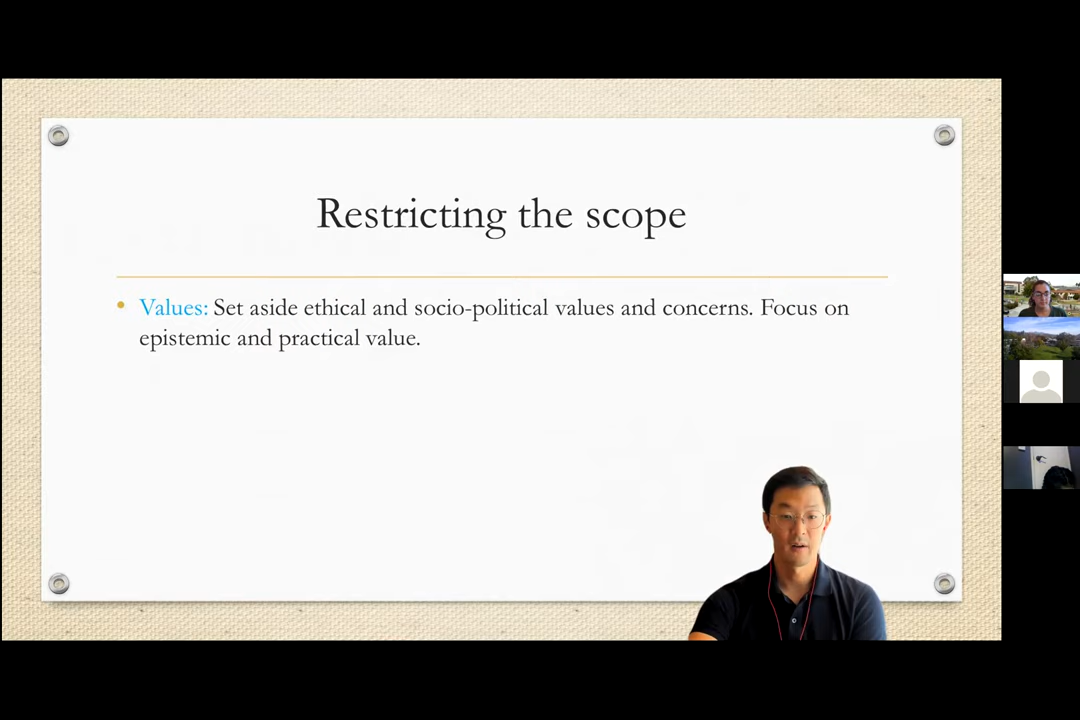 Restricting the scope
• Values: Set aside ethical and socio-political values and concerns. Focus on
epistemic and practical value.